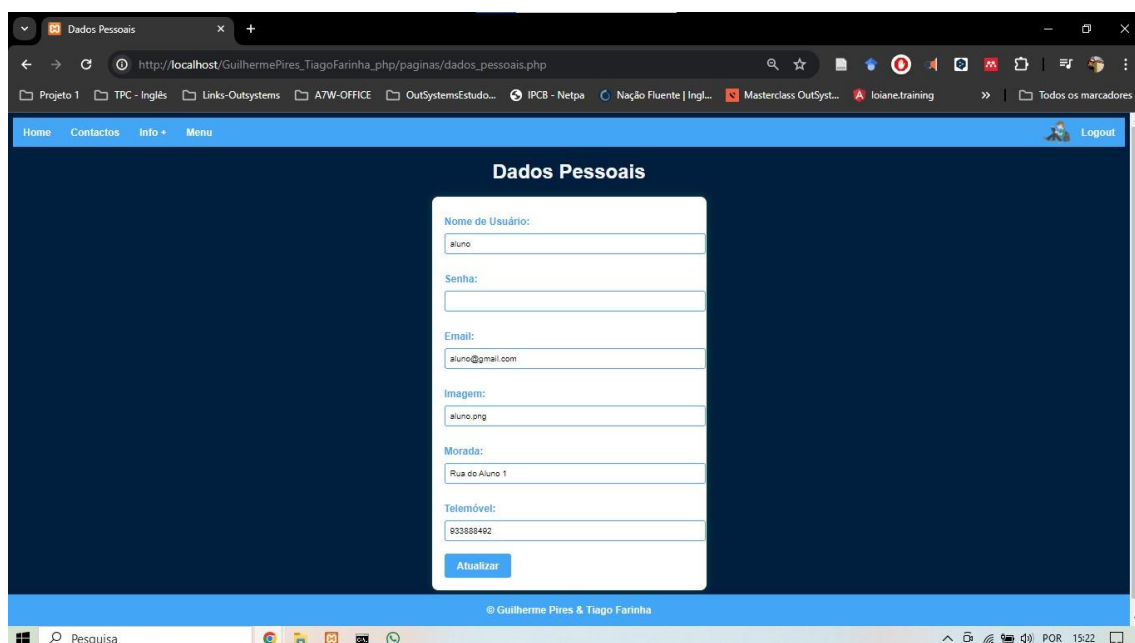 Dados Pessoais
http://localhost/GuilhermePires_TiagoFarinha_php/paginas/dados_pessoais.php
Projeto 1 TPC - Inglês Links-Outsystems A7W-OFFICE OutSystemsEstudo... IPCB - Netpa Nação Fluente | Ingl... Masterclass OutSyst... loiane.training » Todos os marcadores
Home Contactos Info + Menu Logout
Dados Pessoais
Nome de Usuário:
aluno
Senha:
Email:
aluno@gmail.com
Imagem:
aluno.png
Morada:
Rua do Aluno 1
Telemóvel:
933888492
Atualizar
© Guilherme Pires & Tiago Farinha
Pesquisa POR 15:22